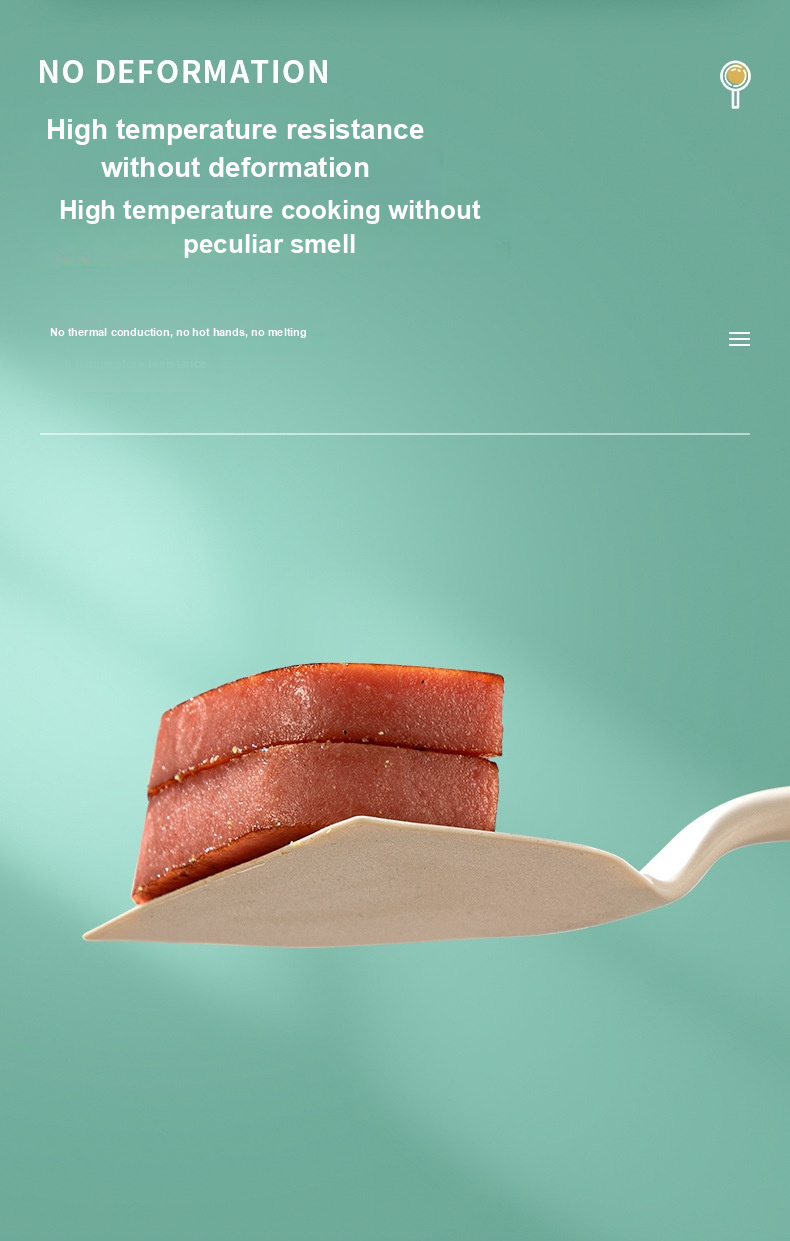 NO DEFORMATION
High temperature resistance
without deformation
High temperature cooking without
peculiar smell
No thermal conduction, no hot hands, no melting